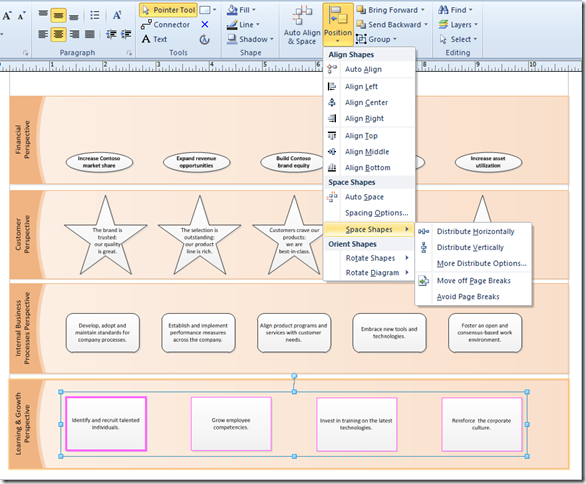 Pointer Tool
Connector
Text
Fill
Line
Shadow
Auto Align
& Space
Position
Bring Forward
Send Backward
Group
Find
Layers
Select
Paragraph
Tools
Shape
Editing
Align Shapes
Auto Align
Align Left
Align Center
Align Right
Align Top
Align Middle
Align Bottom
Space Shapes
Auto Space
Spacing Options...
Space Shapes
Orient Shapes
Rotate Shapes
Rotate Diagram
Distribute Horizontally
Distribute Vertically
More Distribute Options...
Move off Page Breaks
Avoid Page Breaks
1 2 3 4 5 8 9 10
Financial
Perspective
Increase Contoso
market share
Expand revenue
opportunities
Build Contoso
brand equity
Increase asset
utilization
Customer
Perspective
The brand is
trusted:
our quality
is great.
The selection is
outstanding:
our product
line is rich.
Customers crave our
products:
we are
best-in-class.
Internal Business
Processes Perspective
Develop, adopt and
maintain standards for
company processes.
Establish and implement
performance measures
across the company.
Align product programs and
services with customer
needs.
Embrace new tools and
technologies.
Foster an open and
consensus-based work
environment.
Learning & Growth
Perspective
Identify and recruit talented
individuals.
Grow employee
competencies.
Invest in training on the latest
technologies.
Reinforce the corporate
culture.